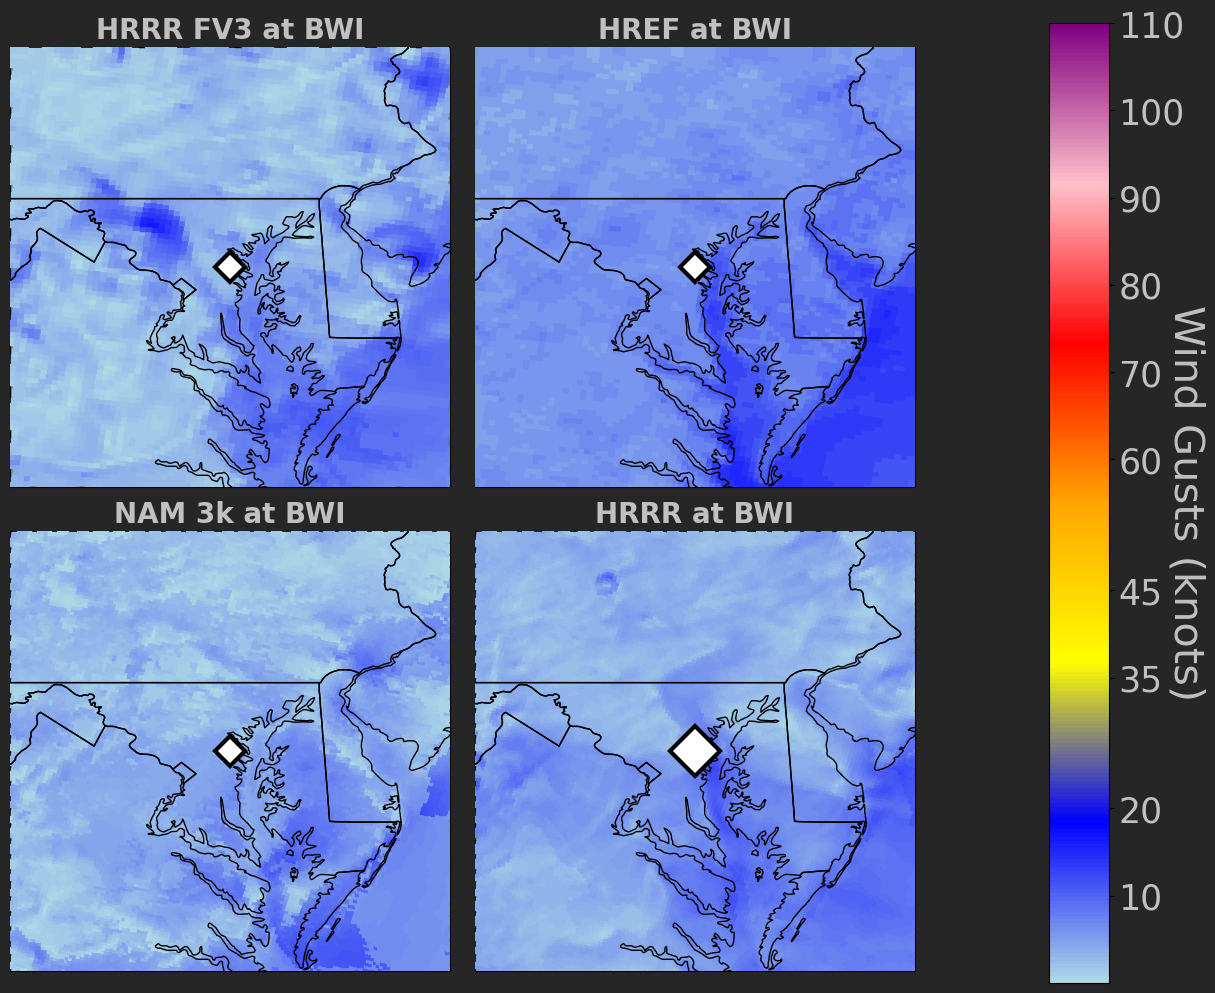 HRRR FV3 at BWI
HREF at BWI
NAM 3k at BWI
HRRR at BWI
110
100
90
80
70
60
45
35
20
10
Wind Gusts (knots)